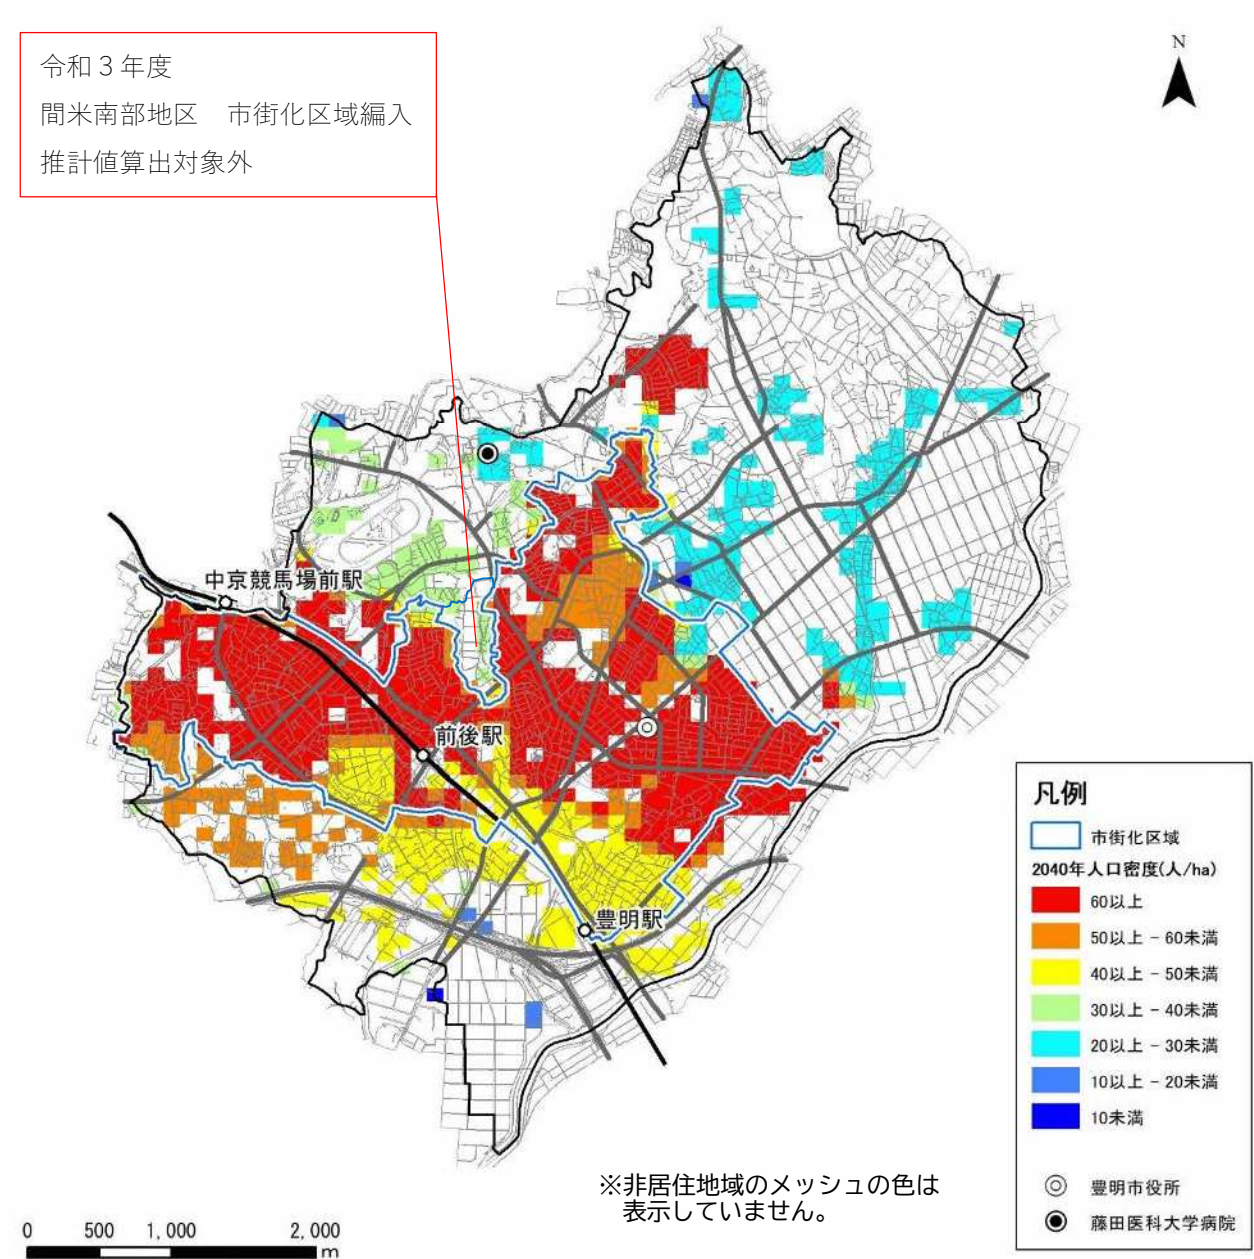 令和３年度
間米南部地区　市街化区域編入
推計値算出対象外
N
中京競馬場前駅
前後駅
豊明駅
凡例
市街化区域
2040年人口密度(人/ha)
60以上
50以上 － 60未満
40以上 － 50未満
30以上 － 40未満
20以上 － 30未満
10以上 － 20未満
10未満
豊明市役所
藤田医科大学病院
※非居住地域のメッシュの色は
表示していません。
0 500 1,000 2,000
m